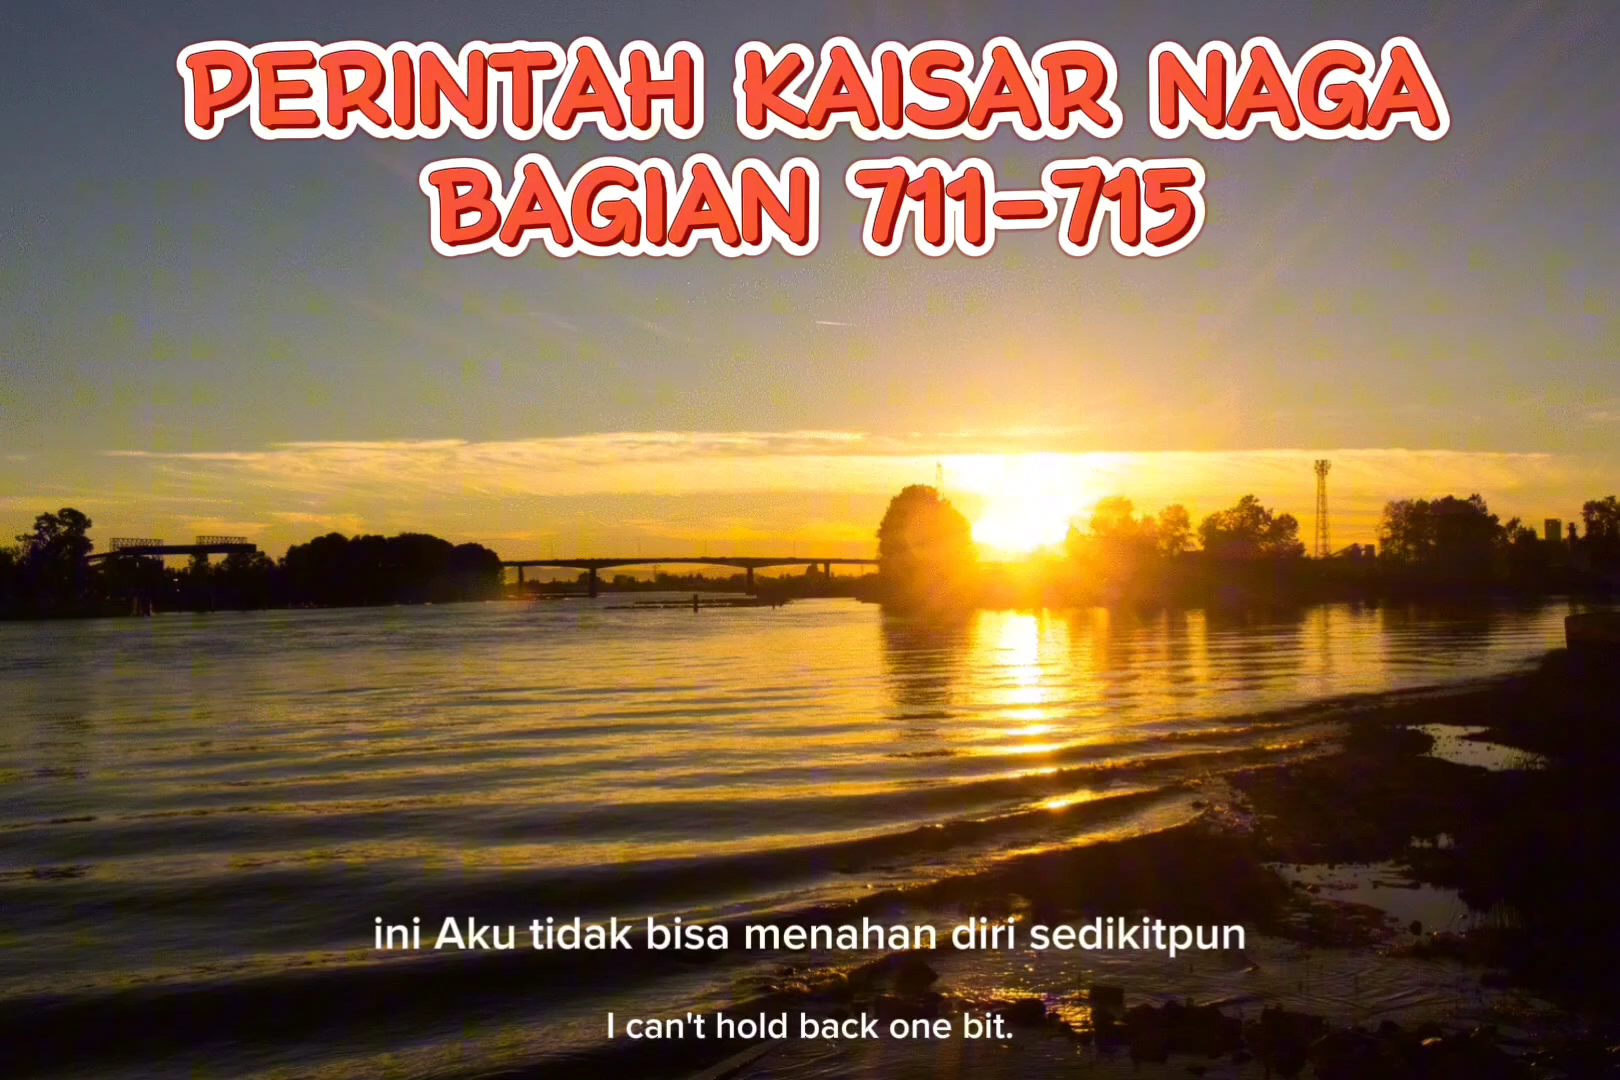 PERINTAH KAISAR NAGA
BAGIAN 711-715
ini Aku tidak bisa menahan diri sedikitpun
I can't hold back one bit.